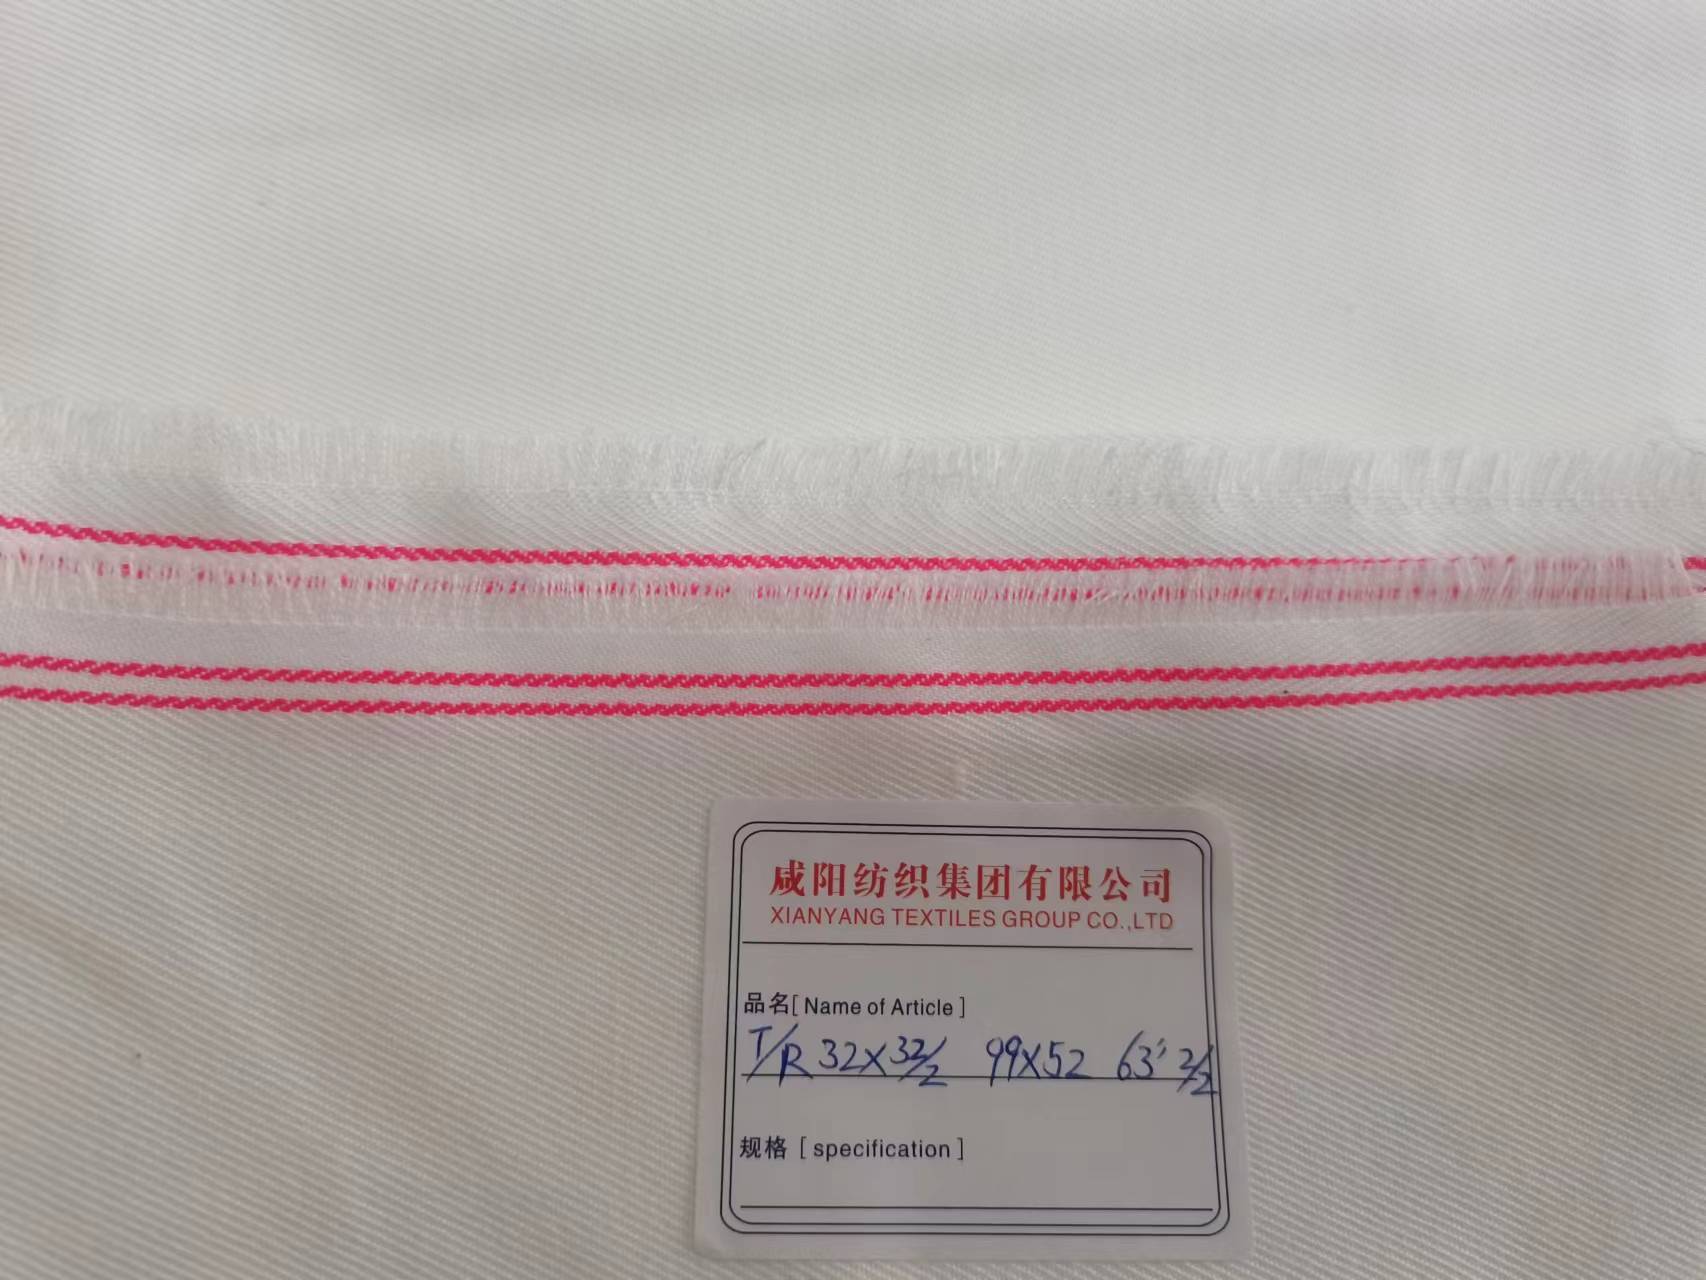 咸阳纺织集团有限公司
XIANYANG TEXTILES GROUP CO.,LTD
品名[ Name of Article ]
T/R 32X32/2 99X52 63" 2/2
规格 [ specification ]